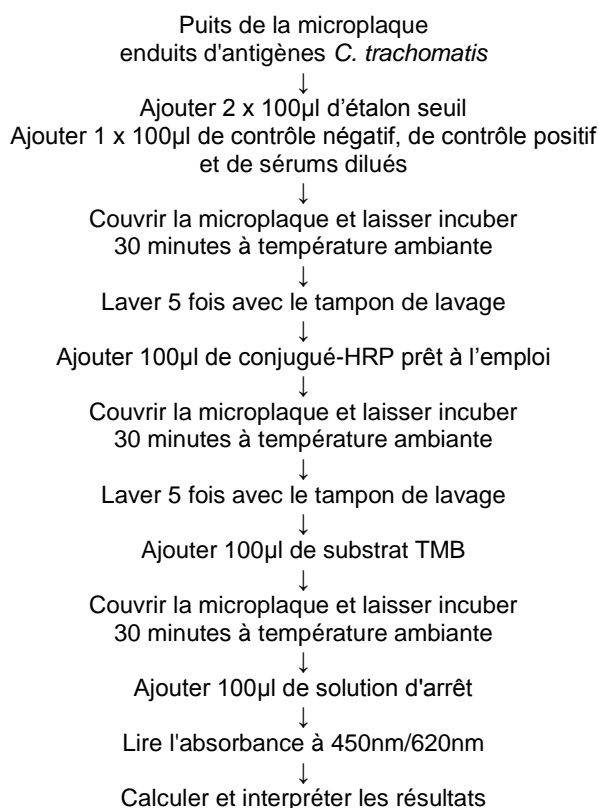 Puits de la microplaque
enduits d'antigènes C. trachomatis
↓
Ajouter 2 x 100µl d’étalon seuil
Ajouter 1 x 100µl de contrôle négatif, de contrôle positif
et de sérums dilués
↓
Couvrir la microplaque et laisser incuber
30 minutes à température ambiante
↓
Laver 5 fois avec le tampon de lavage
↓
Ajouter 100µl de conjugué-HRP prêt à l’emploi
↓
Couvrir la microplaque et laisser incuber
30 minutes à température ambiante
↓
Laver 5 fois avec le tampon de lavage
↓
Ajouter 100µl de substrat TMB
↓
Couvrir la microplaque et laisser incuber
30 minutes à température ambiante
↓
Ajouter 100µl de solution d'arrêt
↓
Lire l'absorbance à 450nm/620nm
↓
Calculer et interpréter les résultats